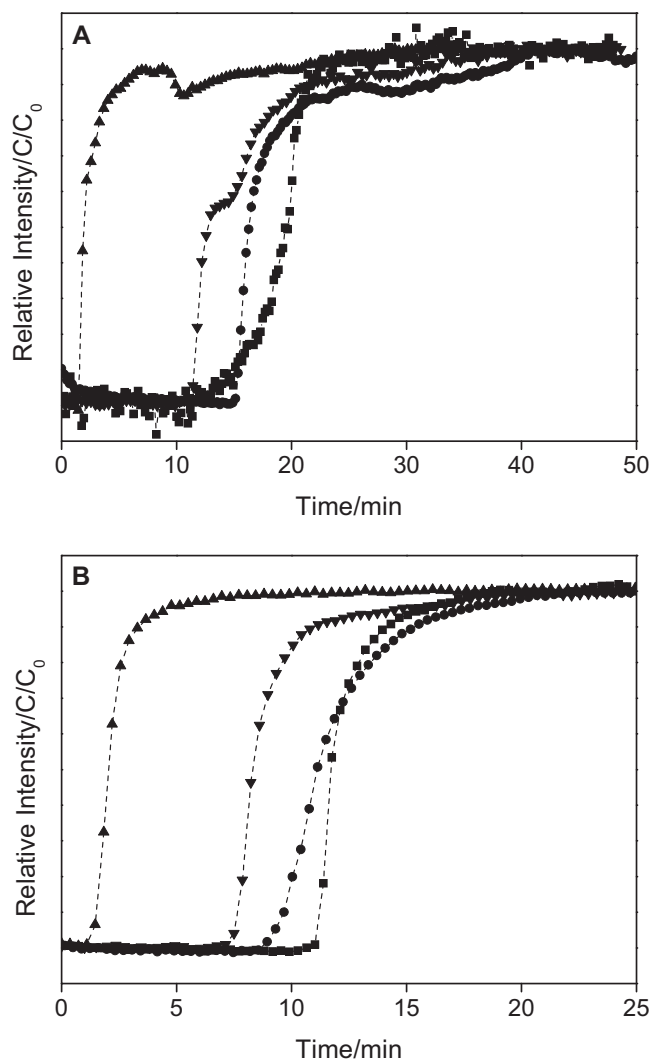 A
Relative Intensity/C/C₀
0 10 20 30 40 50
Time/min
B
Relative Intensity/C/C₀
0 5 10 15 20 25
Time/min